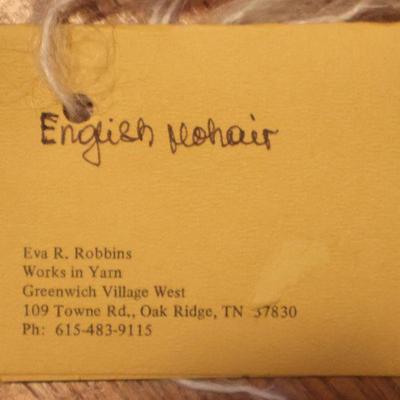 English Mohair
Eva R. Robbins
Works in Yarn
Greenwich Village West
109 Towne Rd., Oak Ridge, TN 37830
Ph: 615-483-9115